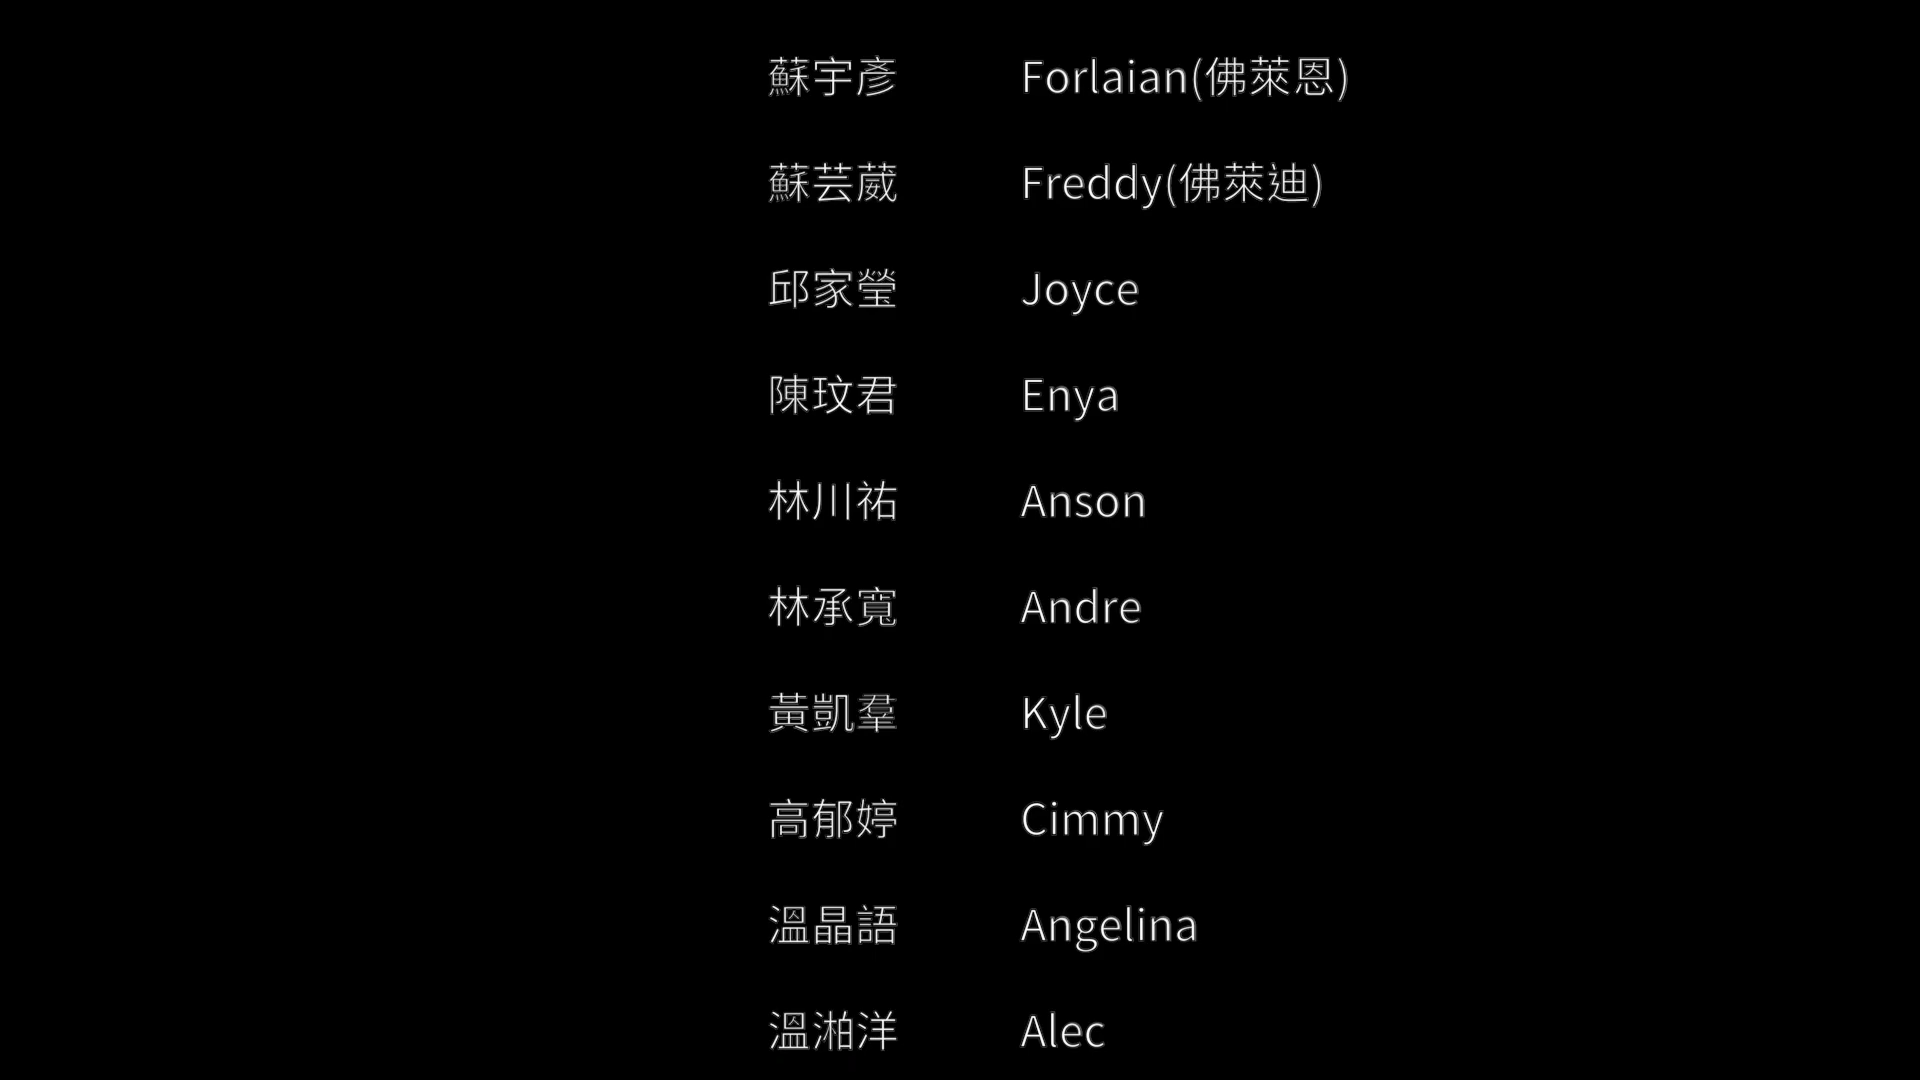 蘇宇彥 Forlaian(佛萊恩)
蘇芸葳 Freddy(佛萊迪)
邱家瑩 Joyce
陳玟君 Enya
林川祐 Anson
林承寬 Andre
黃凱羣 Kyle
高郁婷 Cimmy
溫晶語 Angelina
溫湘洋 Alec